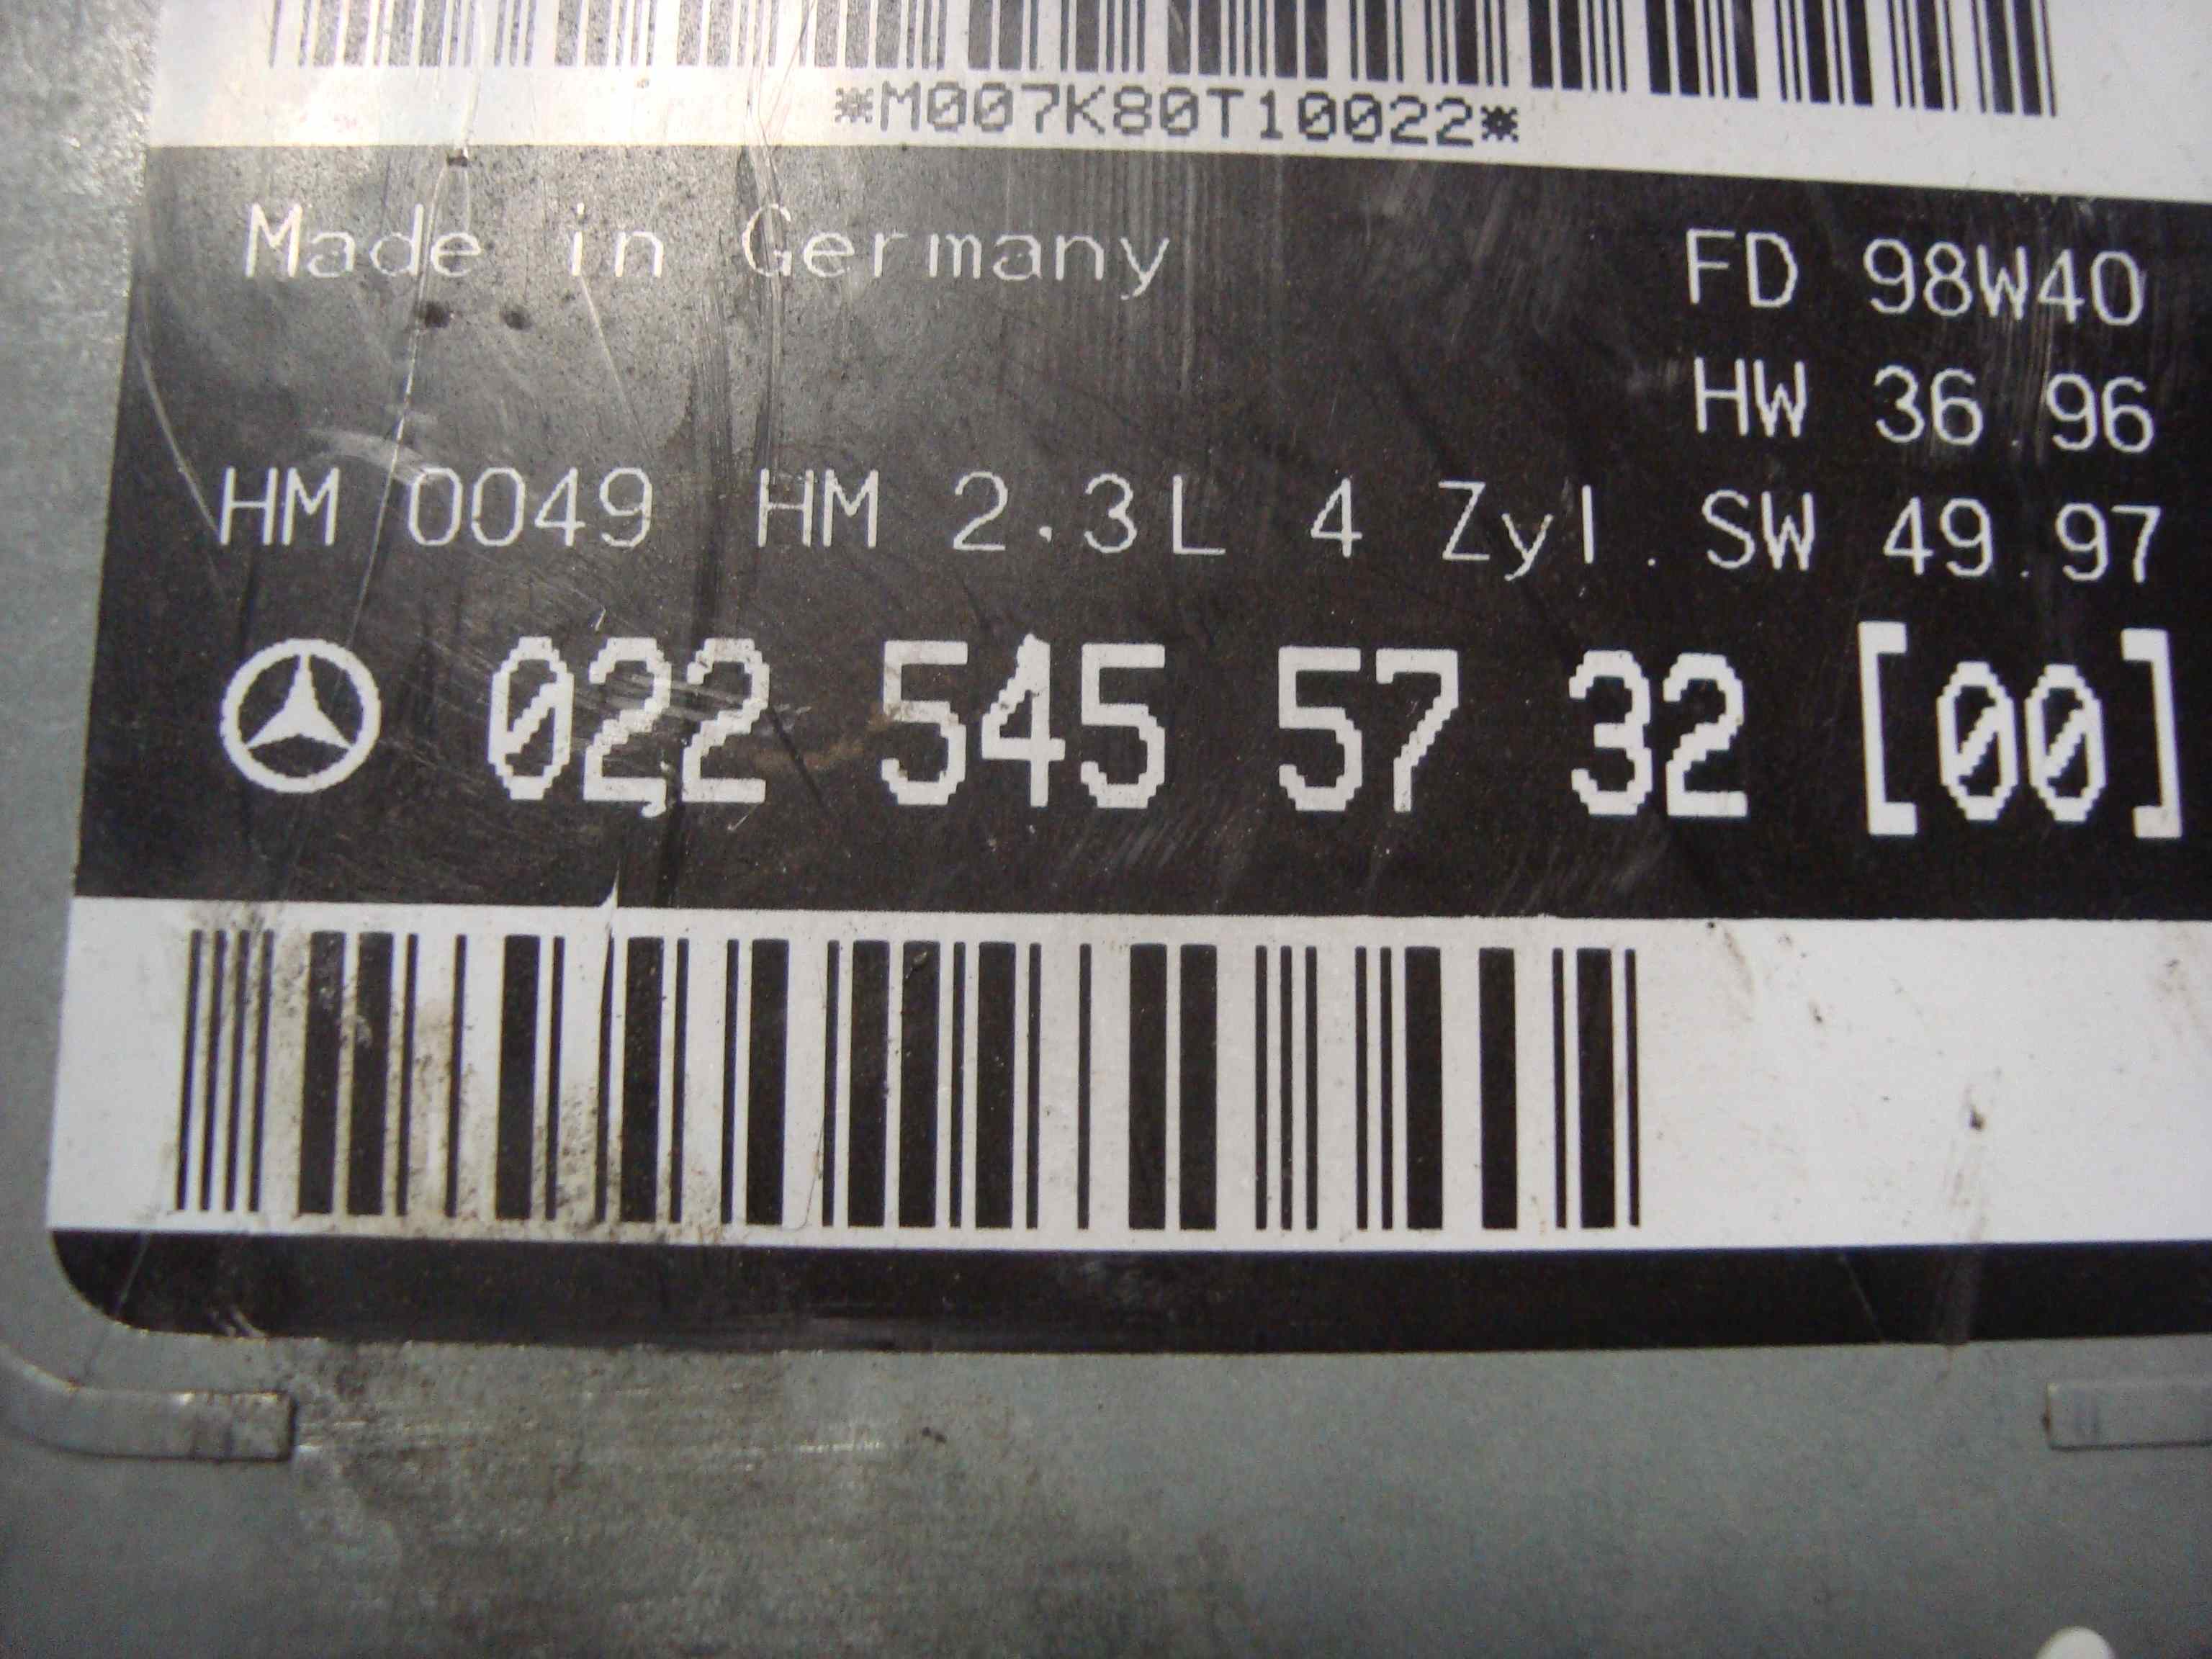 *M007K80T10022*
Made in Germany
FD 98W40
HW 36 96
HM 0049 HM 2.3L 4 Zyl. SW 49.97
022 545 57 32 [00]